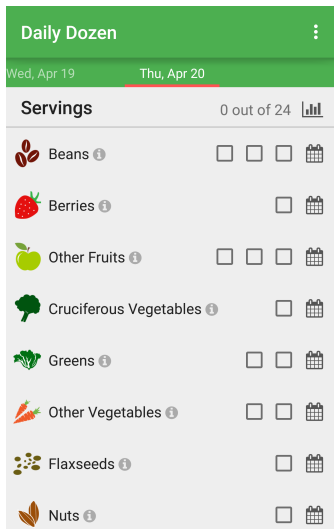 Daily Dozen
Wed, Apr 19 Thu, Apr 20
Servings 0 out of 24
Beans
Berries
Other Fruits
Cruciferous Vegetables
Greens
Other Vegetables
Flaxseeds
Nuts